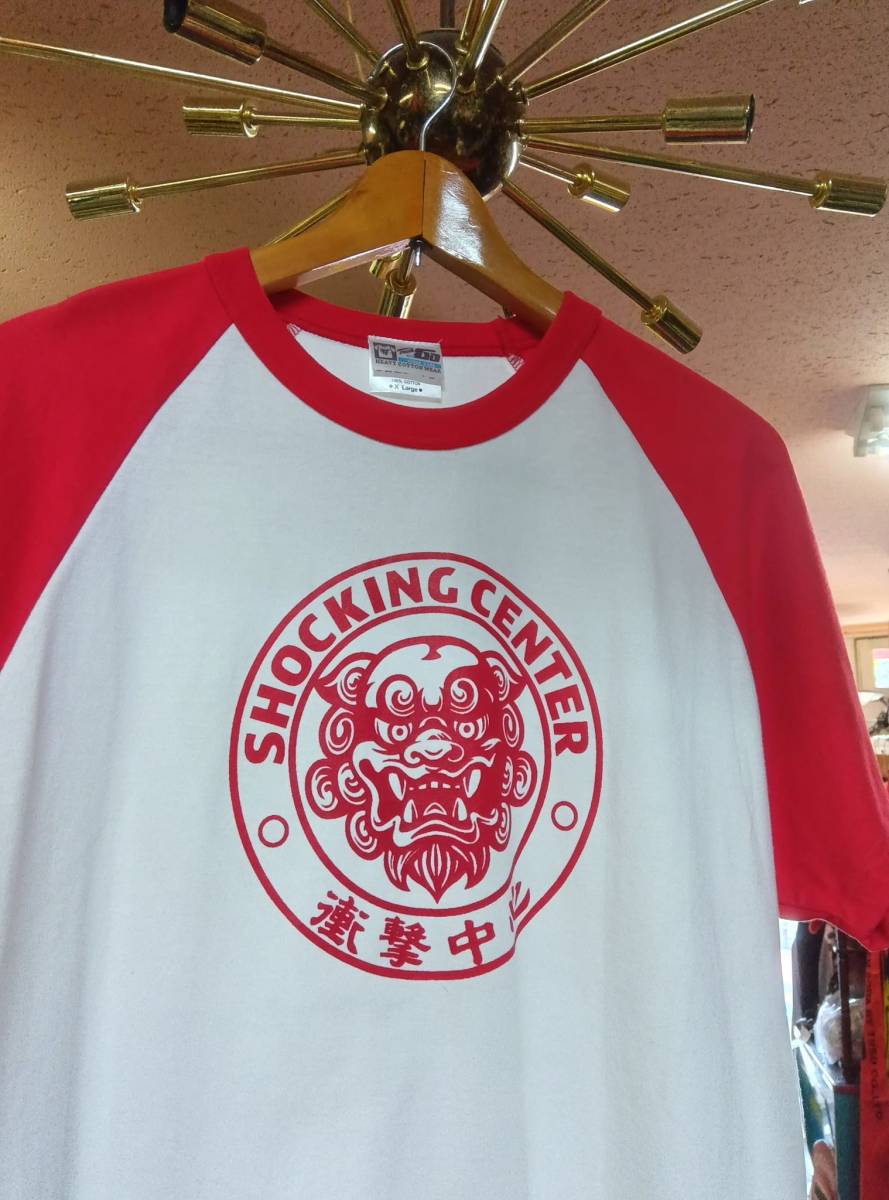 HEAVY COTTON WEAR
100% COTTON
X Large
SHOCKING CENTER
衝撃中心